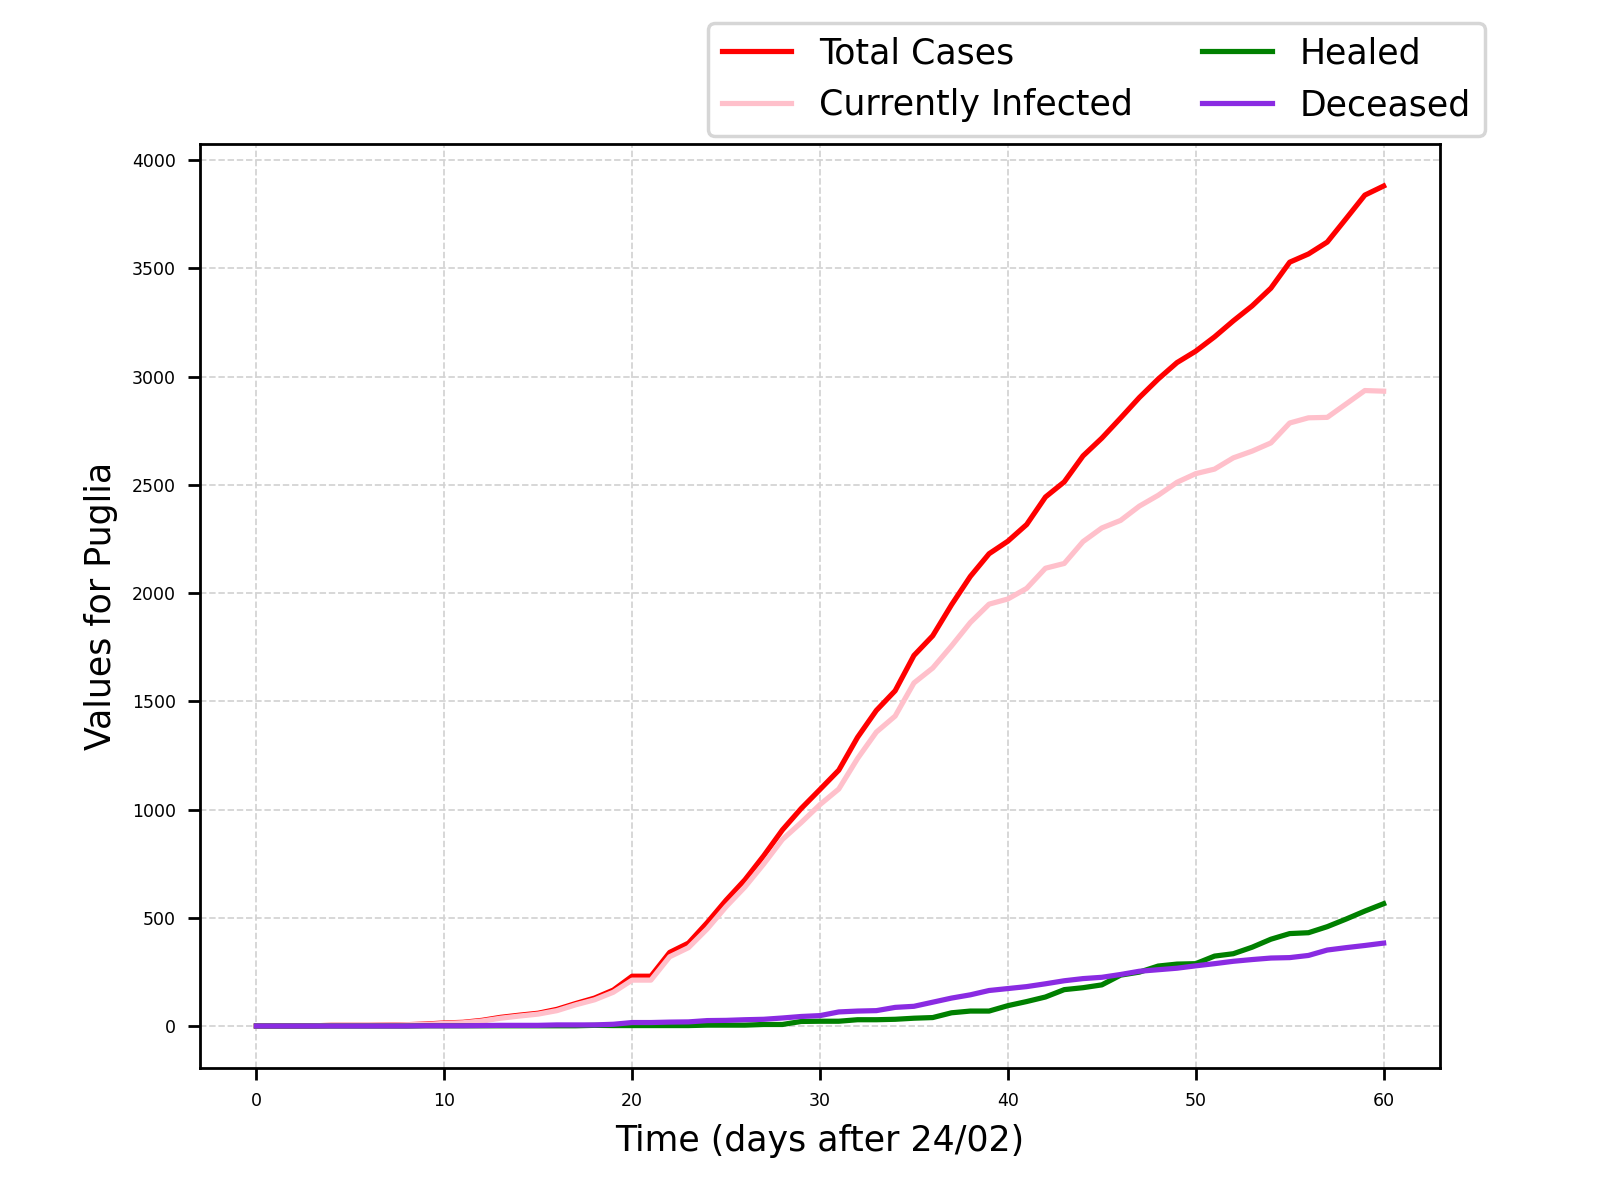 Total Cases
Currently Infected
Healed
Deceased
4000
3500
3000
2500
2000
1500
1000
500
0
Values for Puglia
0 10 20 30 40 50 60
Time (days after 24/02)